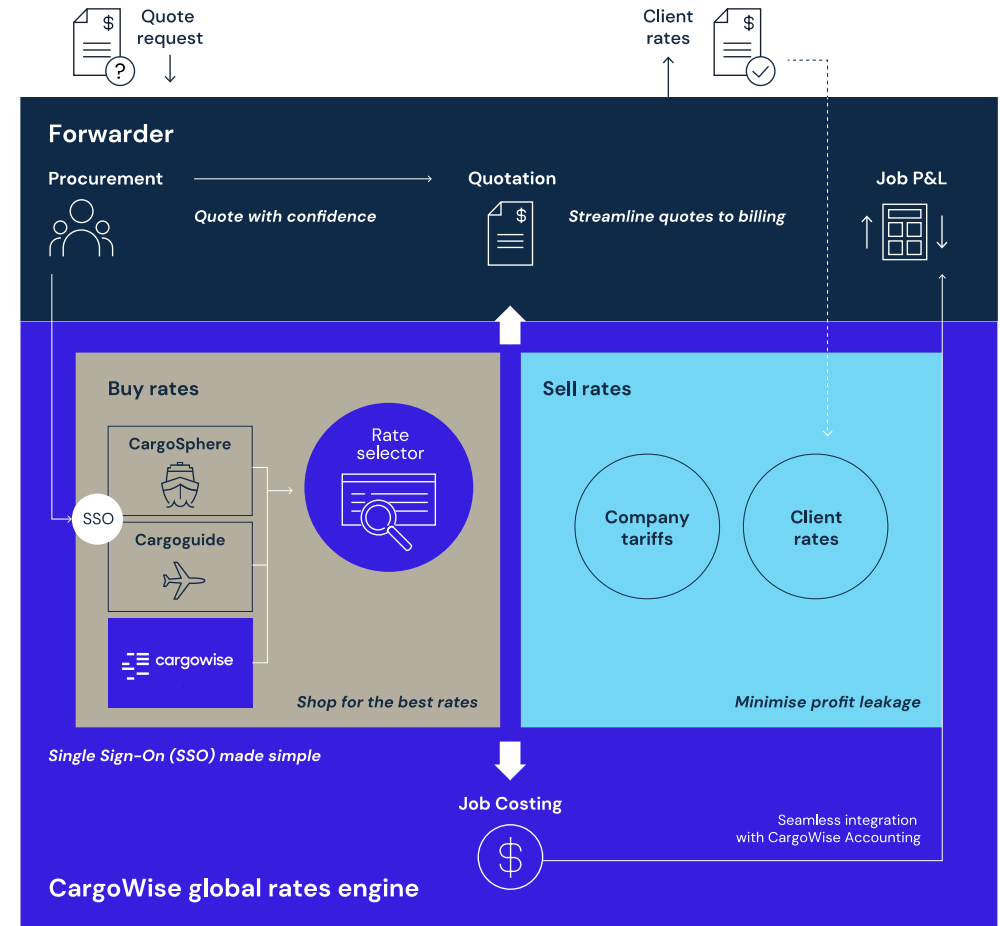 Quote
request
Client
rates
$
?
$
Forwarder
Procurement
Quotation
Job P&L
Quote with confidence
$
Streamline quotes to billing
Buy rates
Sell rates
CargoSphere
Rate
selector
SSO
Cargoguide
Company
tariffs
Client
rates
cargowise
Shop for the best rates
Minimise profit leakage
Single Sign-On (SSO) made simple
Job Costing
$
Seamless integration
with CargoWise Accounting
CargoWise global rates engine